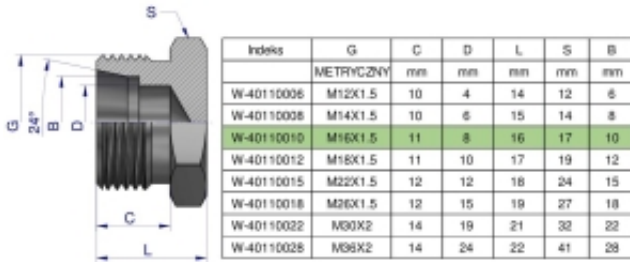 S
G
24°
B
D
C
L
Indeks G C D L S B
METRYCZNY mm mm mm mm mm
W-40110006 M12X1.5 10 4 14 12 6
W-40110008 M14X1.5 10 6 15 14 8
W-40110010 M16X1.5 11 8 16 17 10
W-40110012 M18X1.5 11 10 17 19 12
W-40110015 M22X1.5 12 12 18 24 15
W-40110018 M26X1.5 12 15 19 27 18
W-40110022 M30X2 14 19 21 32 22
W-40110028 M36X2 14 24 22 41 28